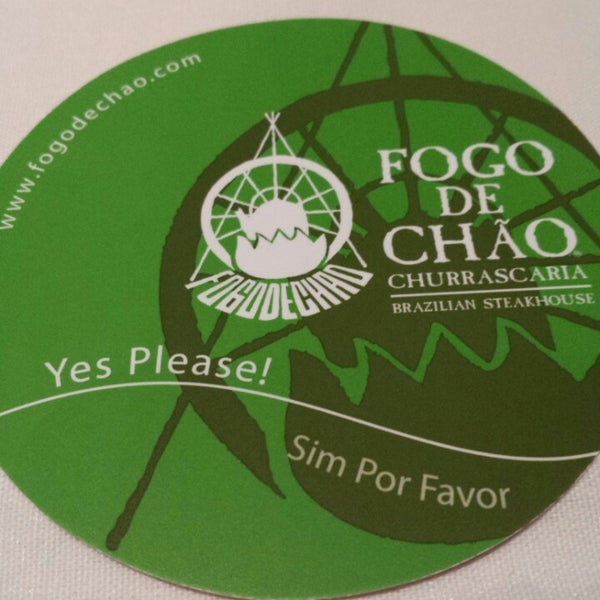 www.fogodechao.com
FOGO
DE
CHÃO
CHURRASCARIA
BRAZILIAN STEAKHOUSE
FOGODECHAO
Yes Please!
Sim Por Favor